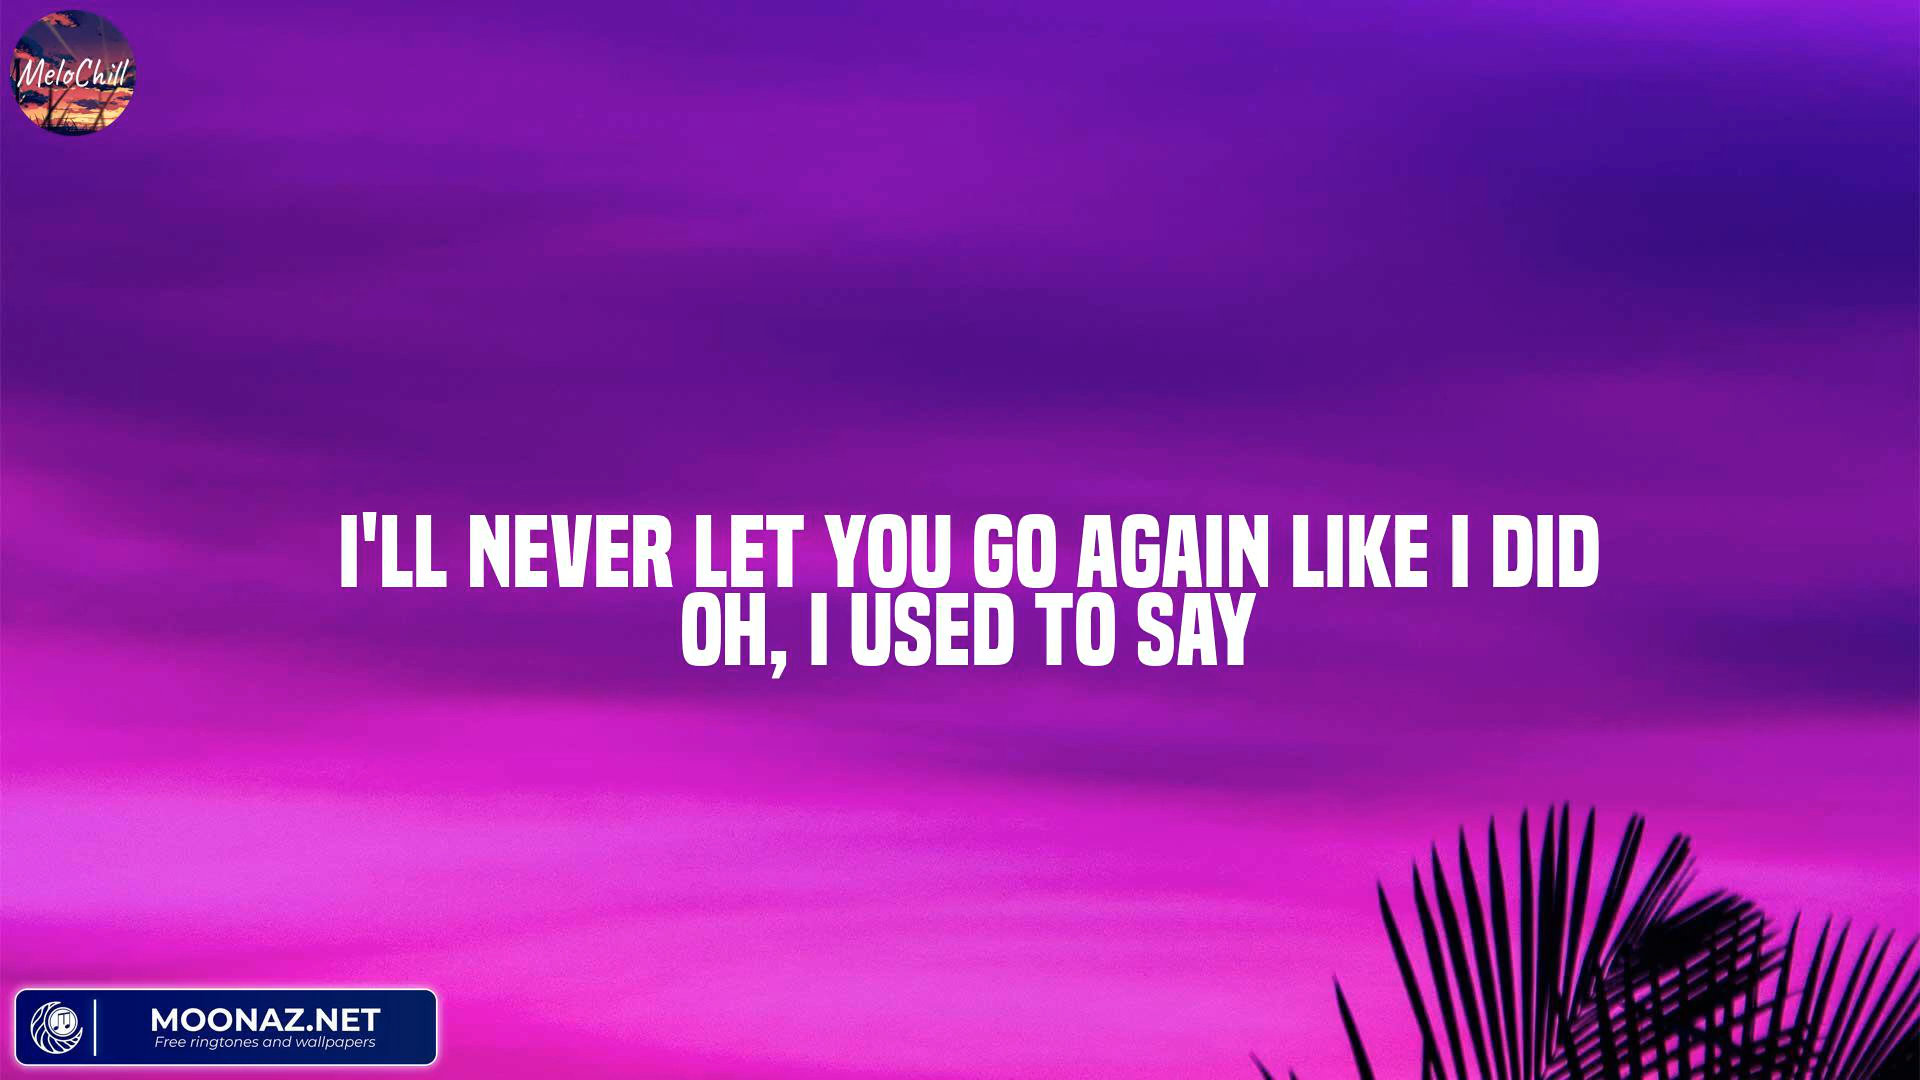 MeloChill
I'LL NEVER LET YOU GO AGAIN LIKE I DID
OH, I USED TO SAY
MOONAZ.NET
Free ringtones and wallpapers